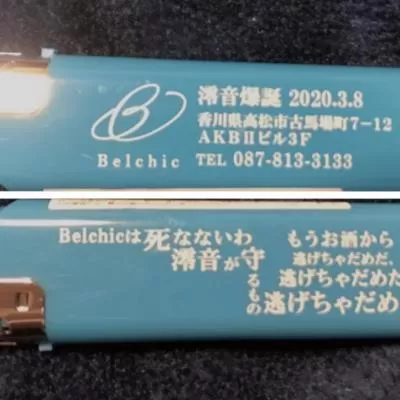 澪音爆誕 2020.3.8
香川県高松市古馬場町7-12
AKBⅡビル3F
Belchic TEL 087-813-3133
Belchicは死なないわ
澪音が守るもの
もうお酒から
逃げちゃだめだ、
逃げちゃだめだ
逃げちゃだめ